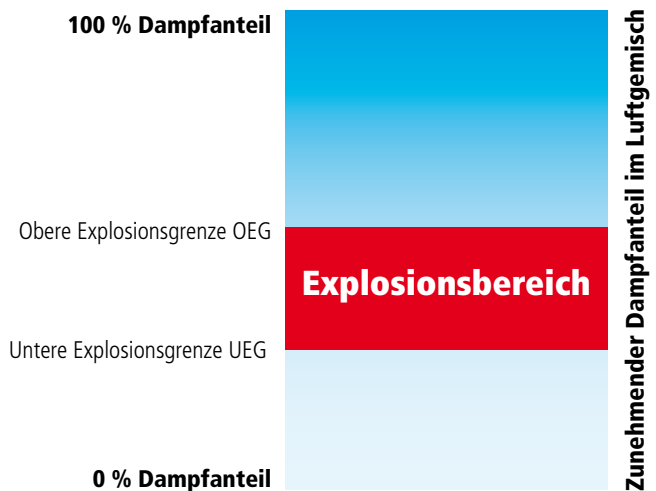 100 % Dampfanteil
Obere Explosionsgrenze OEG
Explosionsbereich
Untere Explosionsgrenze UEG
0 % Dampfanteil
Zunehmender Dampfanteil im Luftgemisch